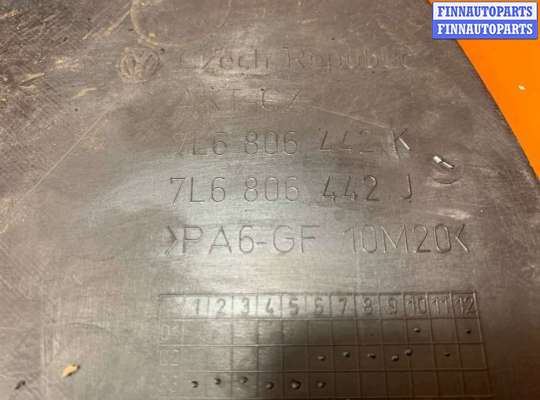 FINNAUTOPARTS
FINNAUTOPARTS
Czech Republic
7L6 806 442 K
7L6 806 442 J
>PA6-GF 10M20<
1 2 3 4 5 6 7 8 9 10 11 12